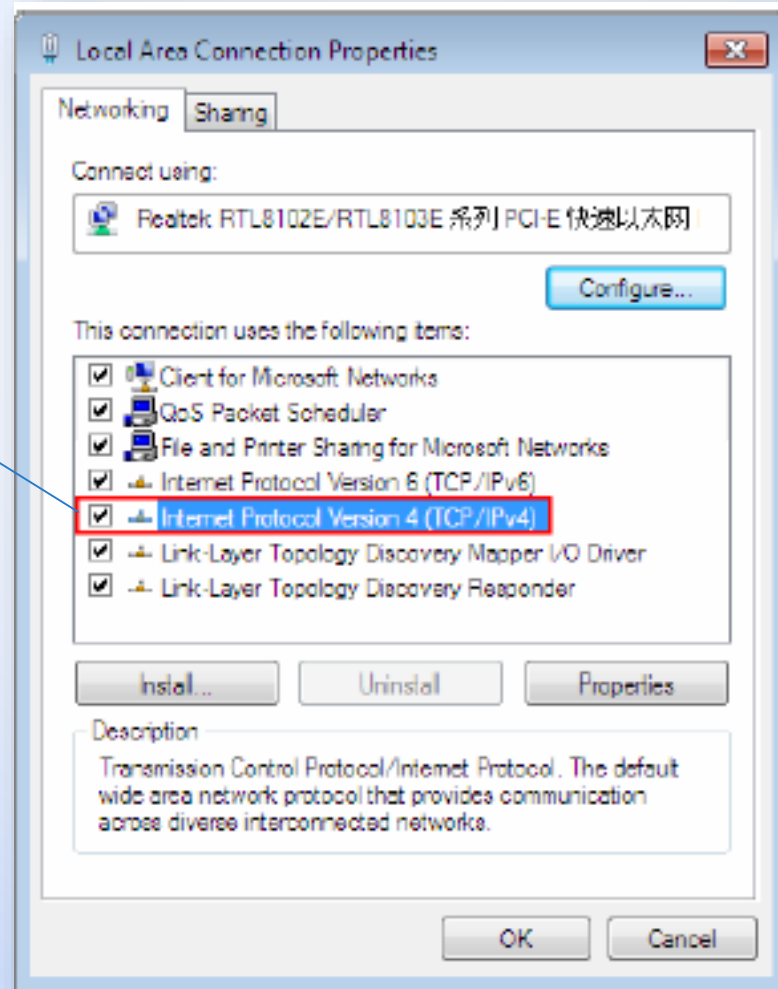 Local Area Connection Properties
Networking
Sharing
Connect using:
Realtek RTL8102E/RTL8103E 系列 PCI-E 快速以太网
Configure...
This connection uses the following items:
Client for Microsoft Networks
QoS Packet Scheduler
File and Printer Sharing for Microsoft Networks
Internet Protocol Version 6 (TCP/IPv6)
Internet Protocol Version 4 (TCP/IPv4)
Link-Layer Topology Discovery Mapper I/O Driver
Link-Layer Topology Discovery Responder
Install...
Uninstall
Properties
Description
Transmission Control Protocol/Internet Protocol. The default
wide area network protocol that provides communication
across diverse interconnected networks.
OK
Cancel